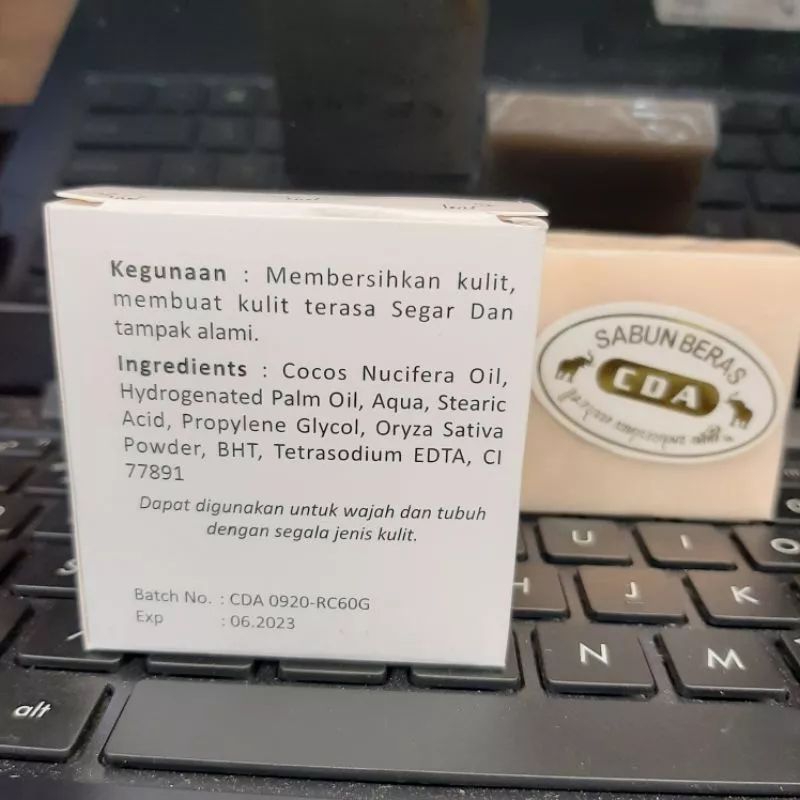 Kegunaan : Membersihkan kulit,
membuat kulit terasa Segar Dan
tampak alami.
Ingredients : Cocos Nucifera Oil,
Hydrogenated Palm Oil, Aqua, Stearic
Acid, Propylene Glycol, Oryza Sativa
Powder, BHT, Tetrasodium EDTA, CI
77891
Dapat digunakan untuk wajah dan tubuh
dengan segala jenis kulit.
Batch No. : CDA 0920-RC60G
Exp : 06.2023
SABUN BERAS
CDA
U
I
O
H
J
K
N
M
alt